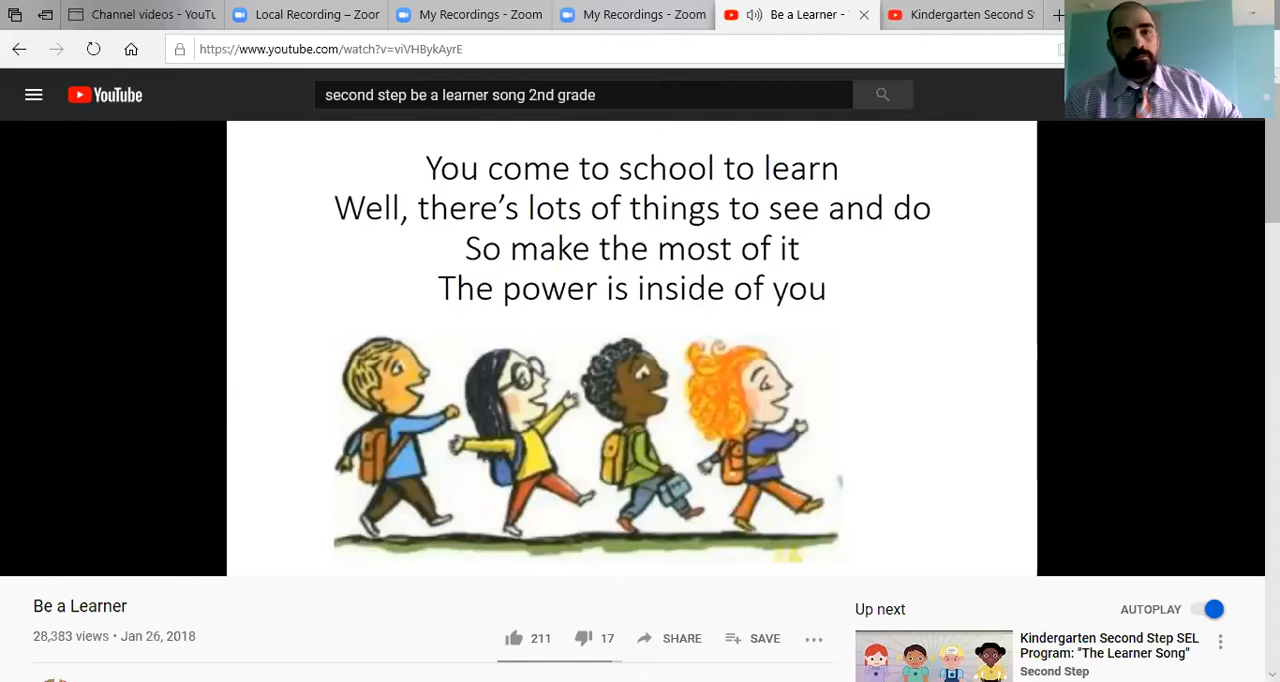 Channel videos - YouTu
Local Recording – Zoor
My Recordings - Zoom
My Recordings - Zoom
Be a Learner -
Kindergarten Second S
https://www.youtube.com/watch?v=viVHBykAyrE
YouTube
second step be a learner song 2nd grade
You come to school to learn
Well, there's lots of things to see and do
So make the most of it
The power is inside of you
Be a Learner
28,383 views • Jan 26, 2018
211
17
SHARE
SAVE
Up next
AUTOPLAY
Kindergarten Second Step SEL
Program: "The Learner Song"
Second Step